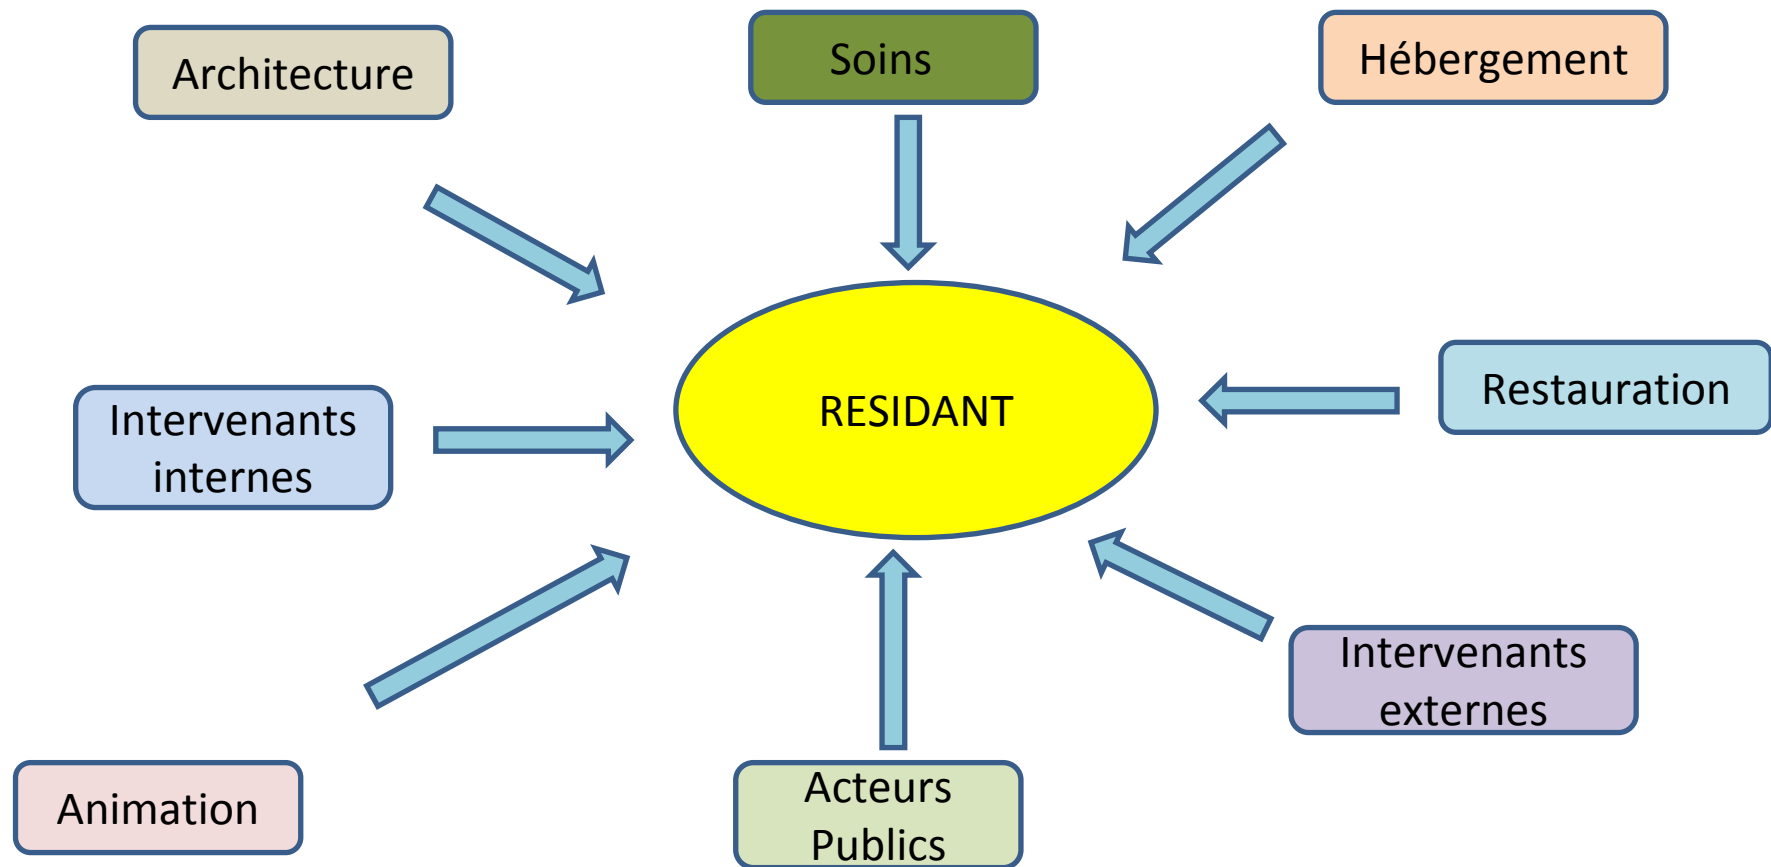 Architecture
Soins
Hébergement
Intervenants
internes
RESIDANT
Restauration
Animation
Acteurs
Publics
Intervenants
externes